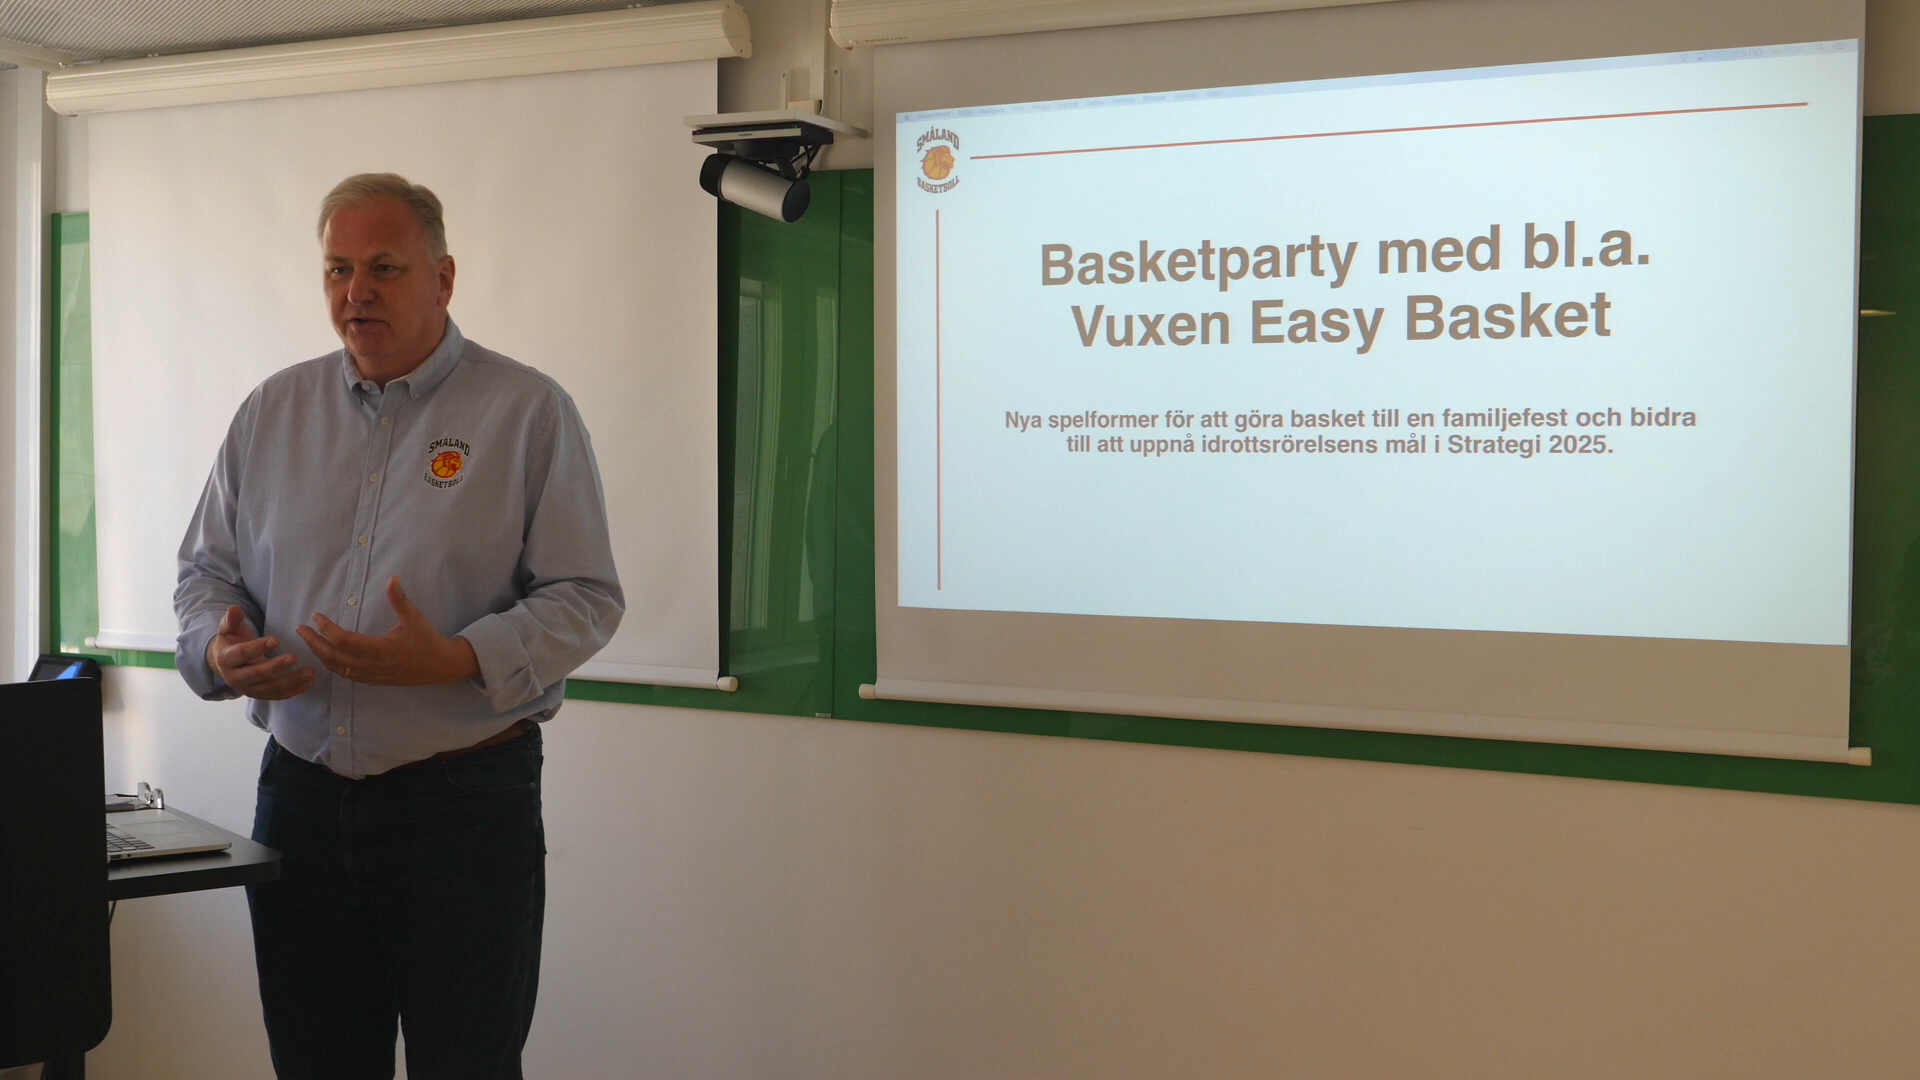 SMÅLAND
BASKETBOLL
Basketparty med bl.a.
Vuxen Easy Basket
Nya spelformer för att göra basket till en familjefest och bidra
till att uppnå idrottsrörelsens mål i Strategi 2025.
SMÅLAND
BASKETBOLL